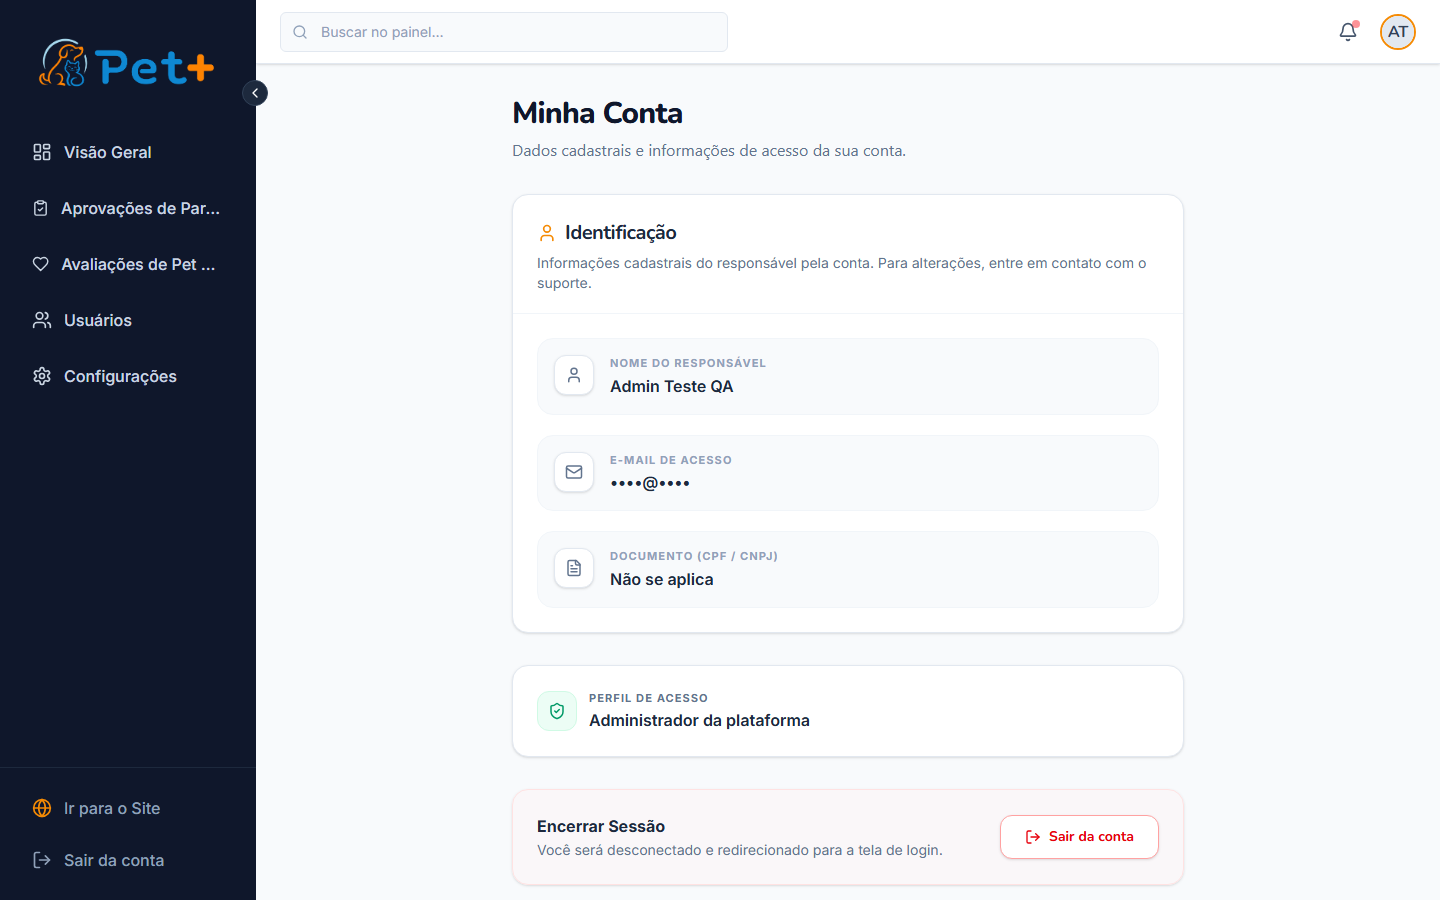 Pet+
Buscar no painel...
AT
Visão Geral
Aprovações de Par...
Avaliações de Pet ...
Usuários
Configurações
Ir para o Site
Sair da conta
Minha Conta
Dados cadastrais e informações de acesso da sua conta.
Identificação
Informações cadastrais do responsável pela conta. Para alterações, entre em contato com o
suporte.
NOME DO RESPONSÁVEL
Admin Teste QA
E-MAIL DE ACESSO
••••@••••
DOCUMENTO (CPF / CNPJ)
Não se aplica
PERFIL DE ACESSO
Administrador da plataforma
Encerrar Sessão
Você será desconectado e redirecionado para a tela de login.
Sair da conta